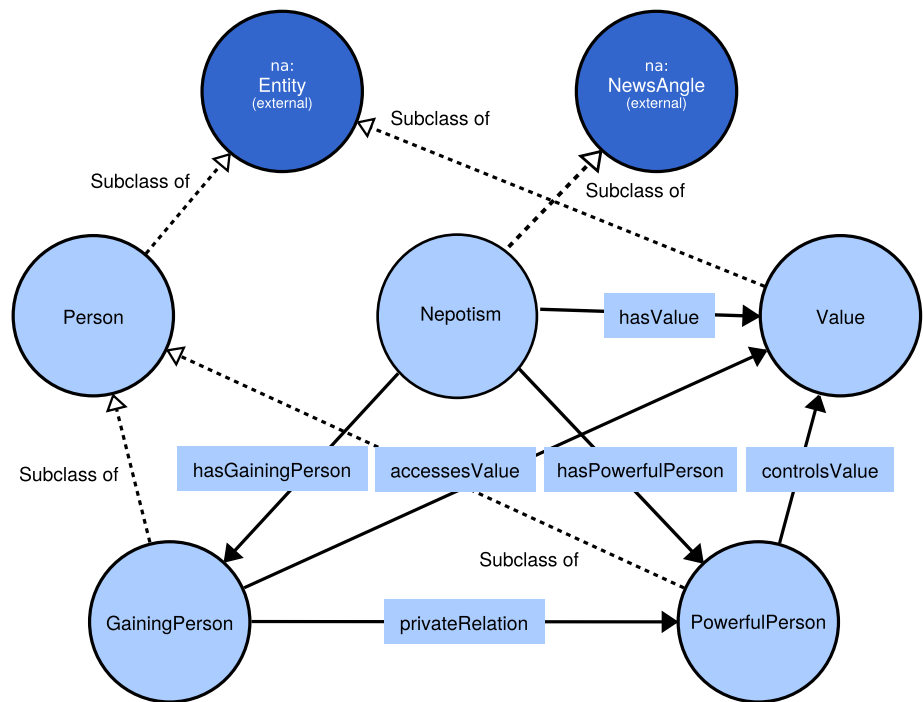 na:
Entity
(external)
na:
NewsAngle
(external)
Subclass of
Subclass of
Subclass of
Person
Nepotism
hasValue
Value
hasGainingPerson
accessesValue
hasPowerfulPerson
controlsValue
Subclass of
Subclass of
GainingPerson
privateRelation
PowerfulPerson